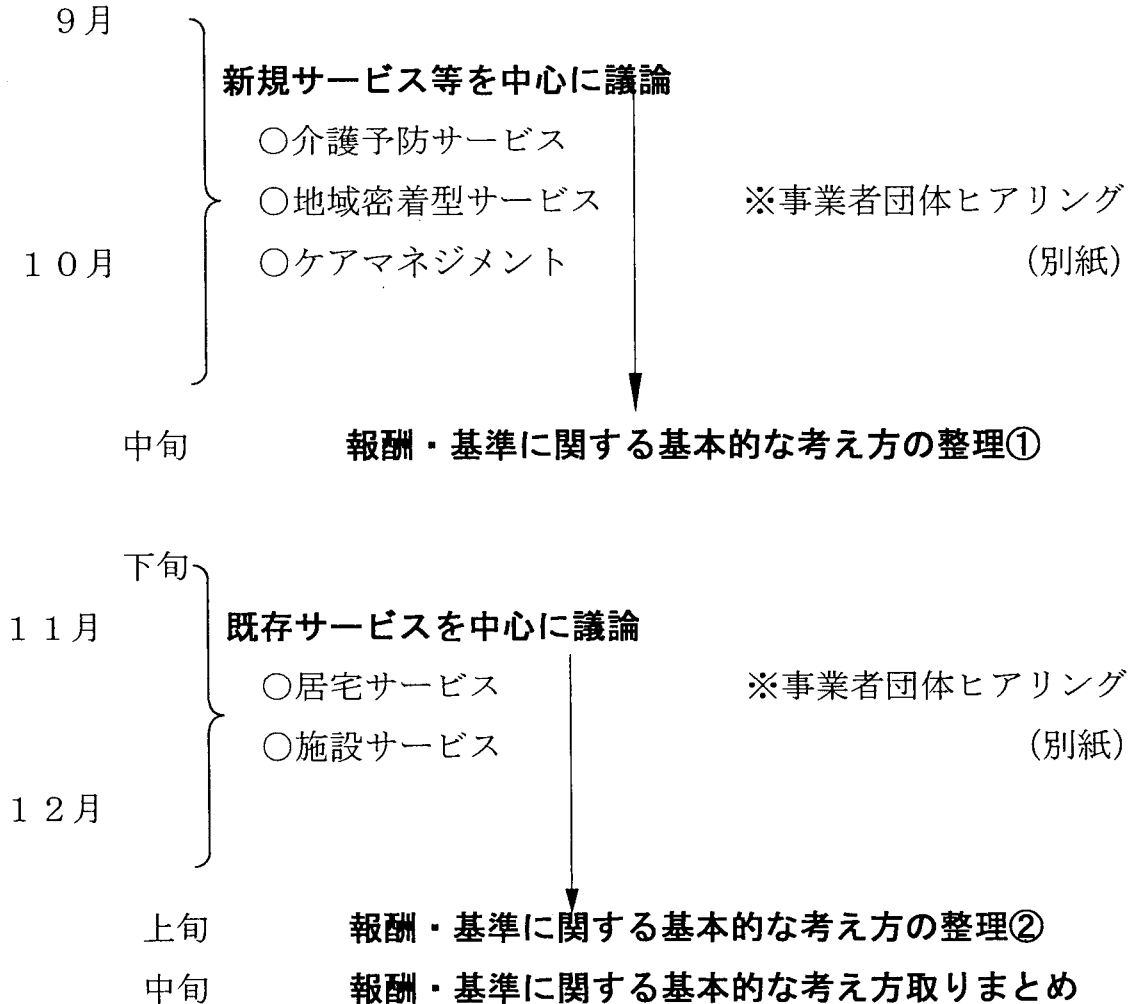 ９月
新規サービス等を中心に議論
○介護予防サービス
○地域密着型サービス ※事業者団体ヒアリング
１０月 ○ケアマネジメント (別紙)
中旬 報酬・基準に関する基本的な考え方の整理①
下旬
１１月 既存サービスを中心に議論
○居宅サービス ※事業者団体ヒアリング
○施設サービス (別紙)
１２月
上旬 報酬・基準に関する基本的な考え方の整理②
中旬 報酬・基準に関する基本的な考え方取りまとめ